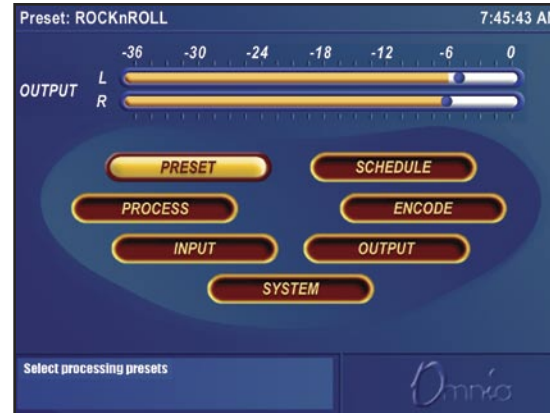 Preset: ROCKnROLL 7:45:43 A
-36 -30 -24 -18 -12 -6 0
OUTPUT L
R
PRESET SCHEDULE
PROCESS ENCODE
INPUT OUTPUT
SYSTEM
Select processing presets
Omnia